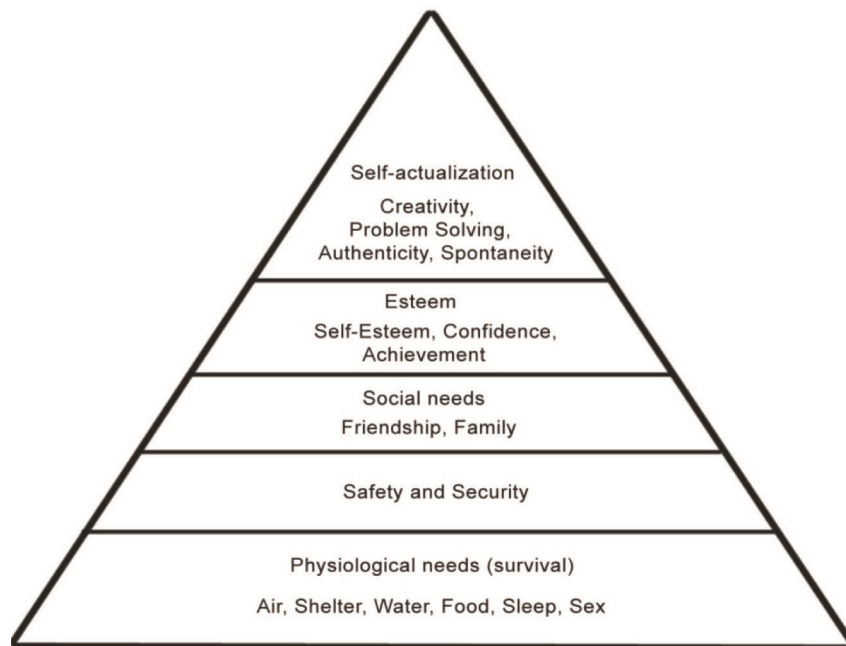 Self-actualization
Creativity,
Problem Solving,
Authenticity, Spontaneity
Esteem
Self-Esteem, Confidence,
Achievement
Social needs
Friendship, Family
Safety and Security
Physiological needs (survival)
Air, Shelter, Water, Food, Sleep, Sex